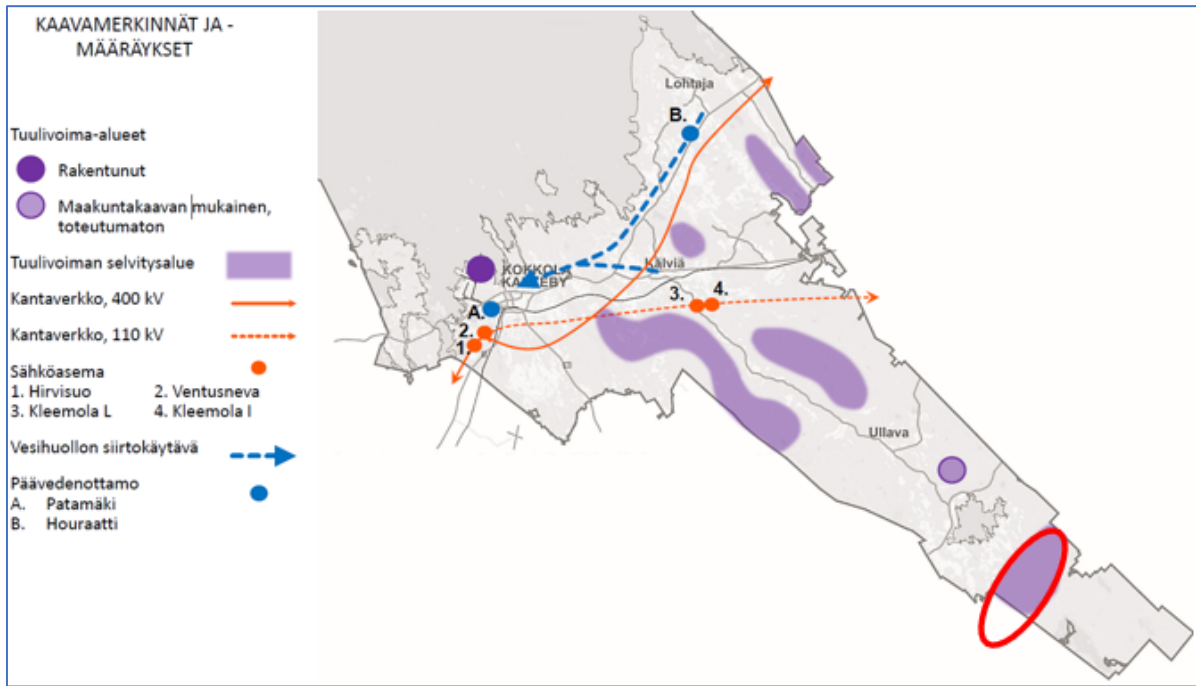 KAAVAMERKINNÄT JA -
MÄÄRÄYKSET
Tuulivoima-alueet
Rakentunut
Maakuntakaavan mukainen,
toteutumaton
Tuulivoiman selvitysalue
Kantaverkko, 400 kV
Kantaverkko, 110 kV
Sähköasema
1. Hirvisuo 2. Ventusneva
3. Kleemola L 4. Kleemola I
Vesihuollon siirtokäytävä
Päävedenottamo
A. Patamäki
B. Houraatti
Lohtaja
B.
Kälviä
KOKKOLA
KARLEBY
A.
3. 4.
2.
1.
Ullava